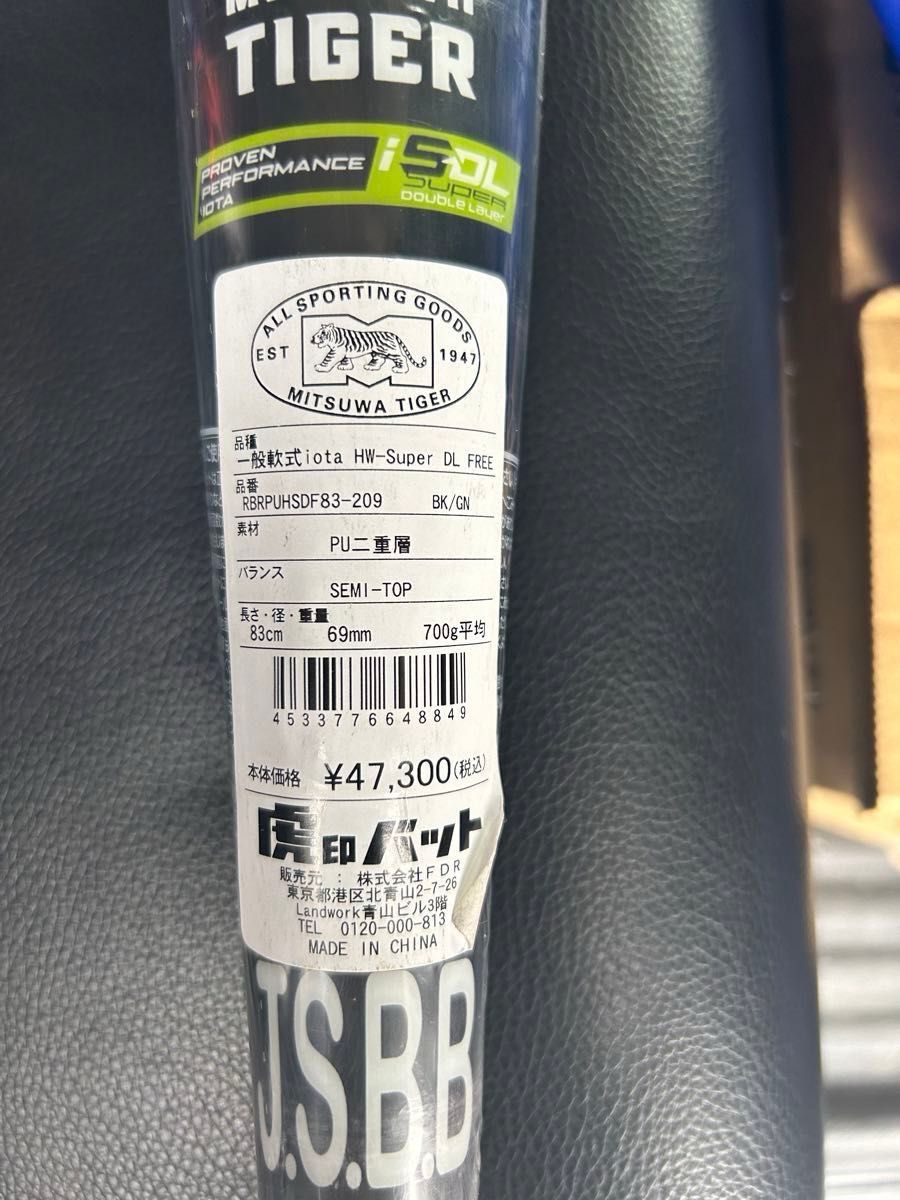 TIGER
PROVEN
PERFORMANCE
IOTA
iS-DL
SUPER
DOUBLE LAYER
ALL SPORTING GOODS
EST 1947
MITSUWA TIGER
品種
一般軟式iota HW-Super DL FREE
品番
RBRPUHSDF83-209 BK/GN
素材
PU二重層
バランス
SEMI-TOP
長さ・径・重量
83cm 69mm 700g平均
4533776648849
本体価格 ¥47,300(税込)
虎印バット
販売元 : 株式会社FDR
東京都港区北青山2-7-26
Landwork青山ビル3階
TEL 0120-000-813
MADE IN CHINA
J.S.B.B